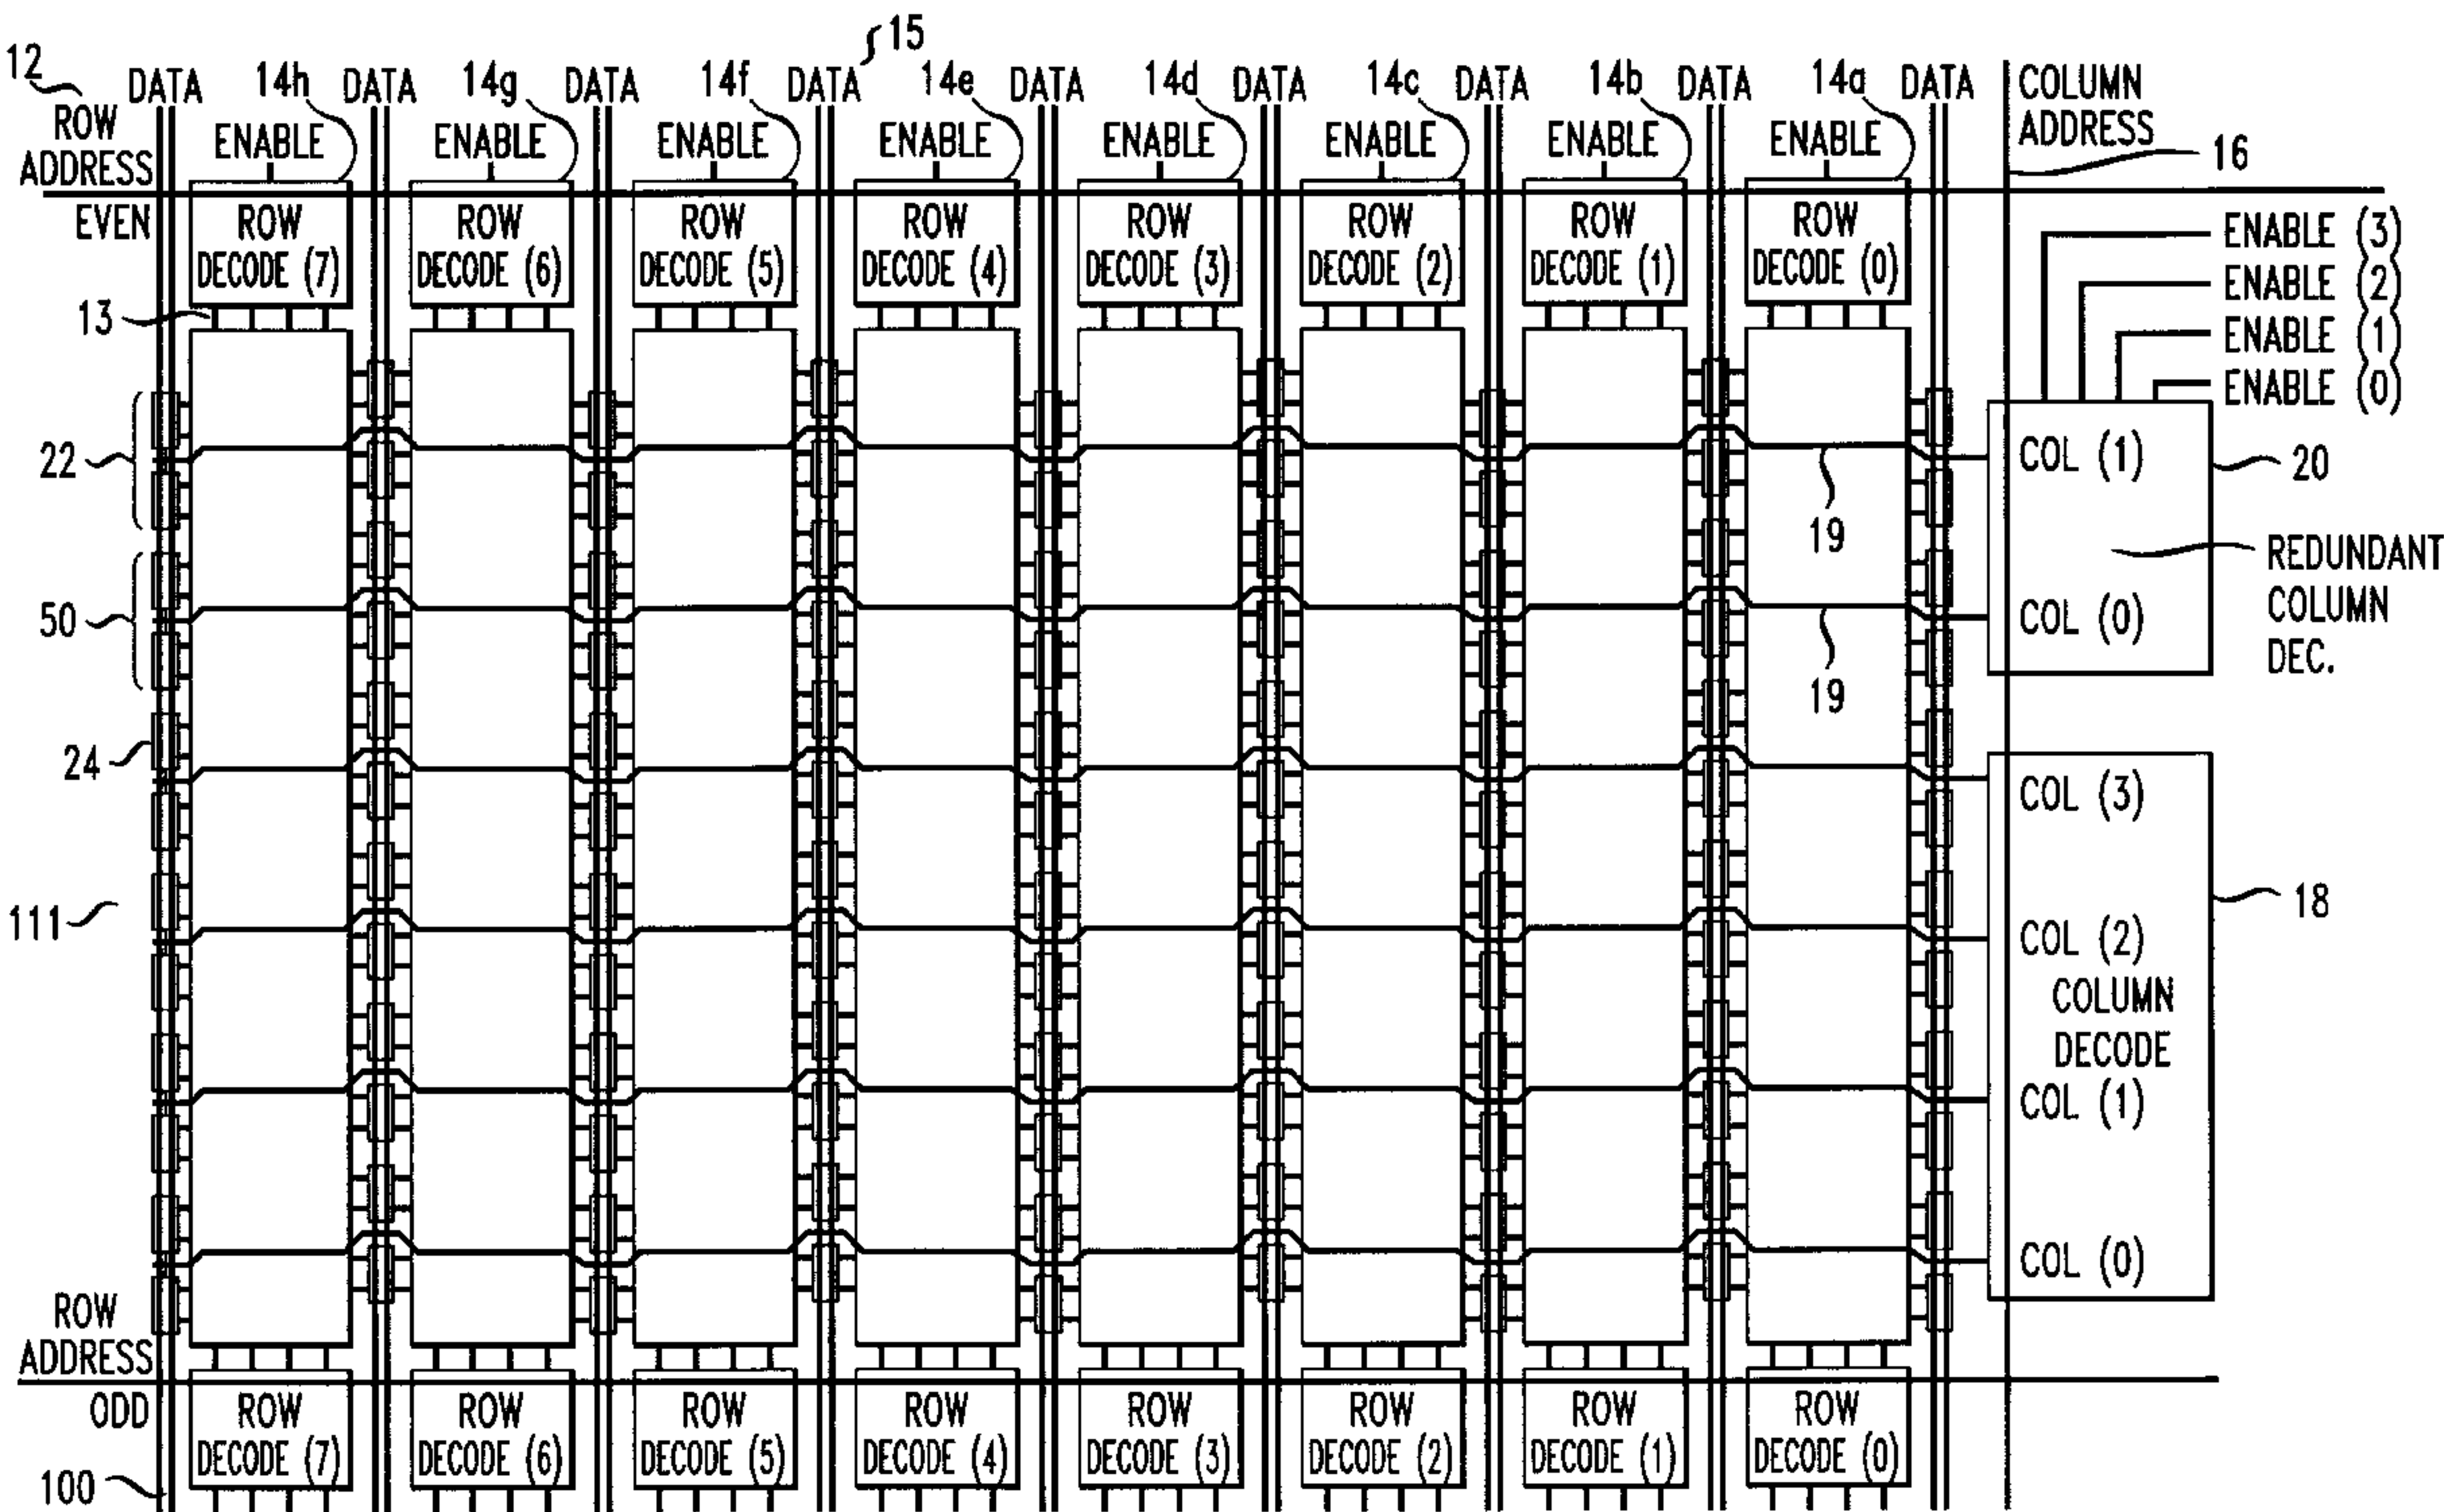 15
12
DATA 14h DATA 14g DATA 14f DATA 14e DATA 14d DATA 14c DATA 14b DATA 14a DATA
COLUMN
ADDRESS
ROW
ADDRESS
ENABLE ENABLE ENABLE ENABLE ENABLE ENABLE ENABLE ENABLE
16
EVEN
ROW DECODE (7)
ROW DECODE (6)
ROW DECODE (5)
ROW DECODE (4)
ROW DECODE (3)
ROW DECODE (2)
ROW DECODE (1)
ROW DECODE (0)
ENABLE (3)
ENABLE (2)
ENABLE (1)
ENABLE (0)
13
22
COL (1)
20
19
REDUNDANT
COLUMN
DEC.
50
COL (0)
19
24
COL (3)
111
18
COL (2)
COLUMN
DECODE
COL (1)
COL (0)
ROW
ADDRESS
ODD
ROW DECODE (7)
ROW DECODE (6)
ROW DECODE (5)
ROW DECODE (4)
ROW DECODE (3)
ROW DECODE (2)
ROW DECODE (1)
ROW DECODE (0)
100